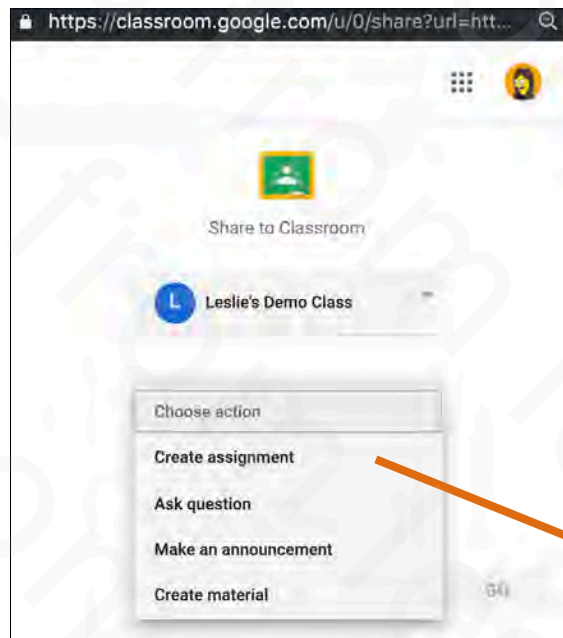 https://classroom.google.com/u/0/share?url=htt...
Share to Classroom
L Leslie's Demo Class
Choose action
Create assignment
Ask question
Make an announcement
Create material
GO